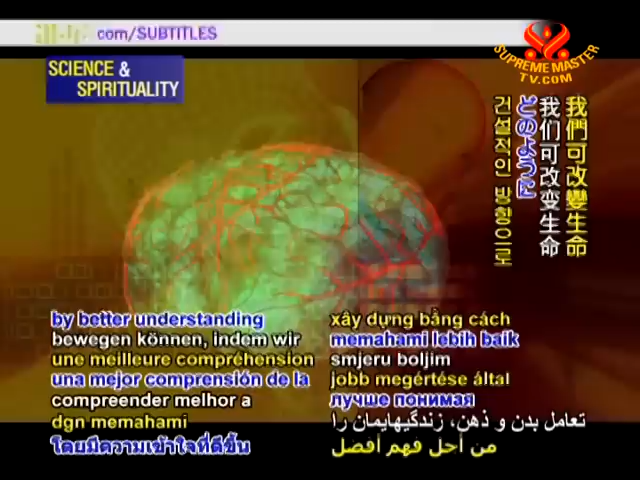 com/SUBTITLES
SUPREME MASTER
TV.COM
SCIENCE &
SPIRITUALITY
我們可改變生命
我们可改变生命
どのように
건설적인 방향으로
by better understanding
bewegen können, indem wir
une meilleure compréhension
una mejor comprensión de la
compreender melhor a
dgn memahami
โดยมีความเข้าใจที่ดีขึ้น
xây dựng bằng cách
memahami lebih baik
smjeru boljim
jobb megértése által
лучше понимая
تعامل بدن و ذهن، زندگیهایمان را
من أجل فهم أفضل